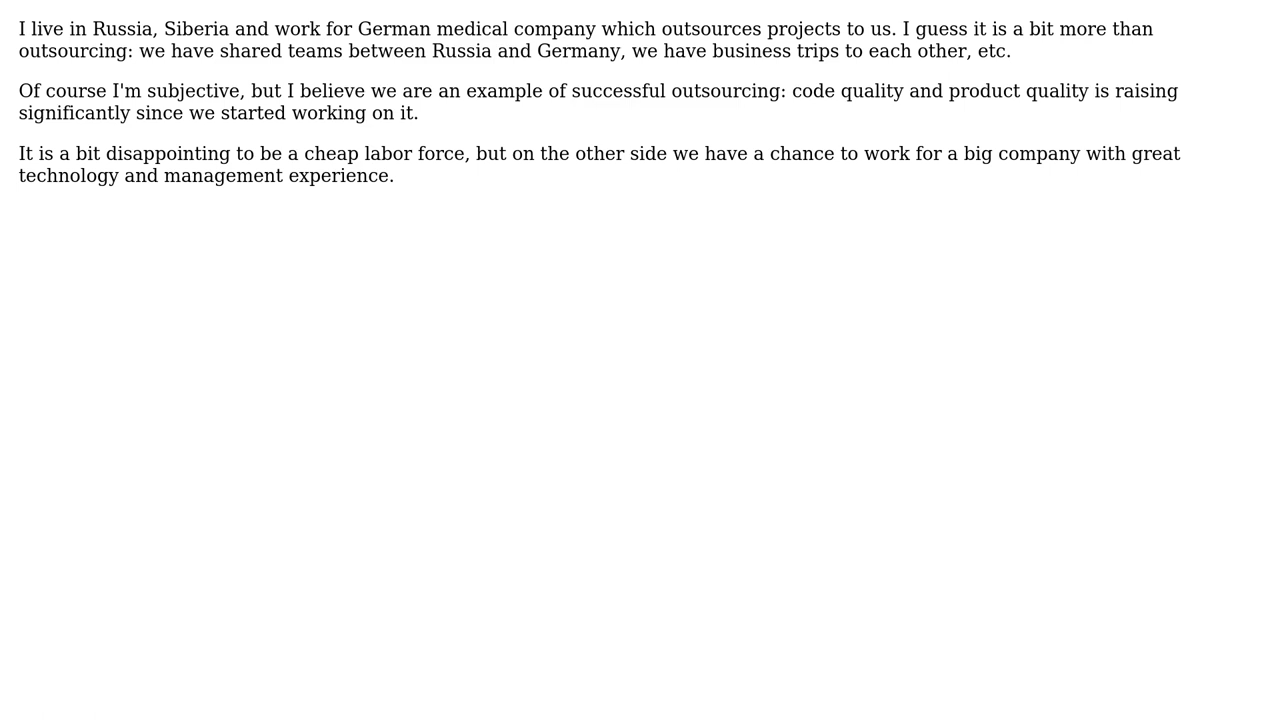 I live in Russia, Siberia and work for German medical company which outsources projects to us. I guess it is a bit more than
outsourcing: we have shared teams between Russia and Germany, we have business trips to each other, etc.
Of course I'm subjective, but I believe we are an example of successful outsourcing: code quality and product quality is raising
significantly since we started working on it.
It is a bit disappointing to be a cheap labor force, but on the other side we have a chance to work for a big company with great
technology and management experience.